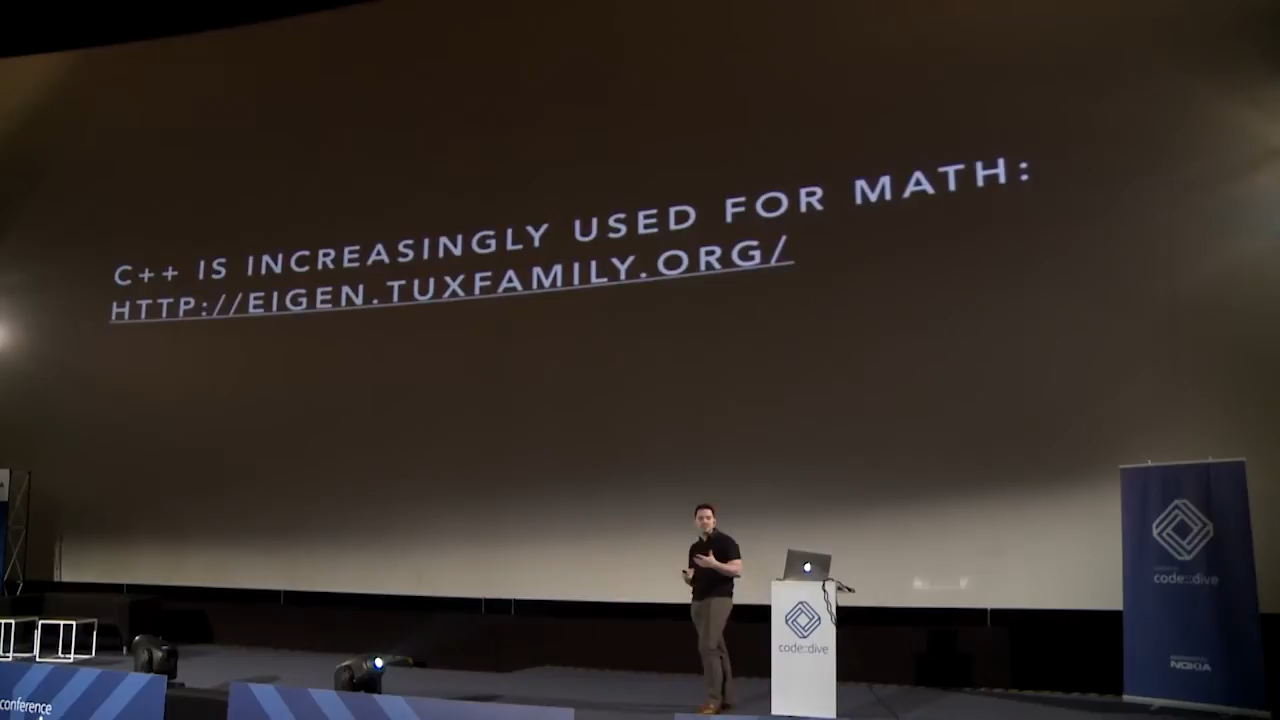 C++ IS INCREASINGLY USED FOR MATH:
HTTP://EIGEN.TUXFAMILY.ORG/
code::dive
code::dive
NOKIA
conference